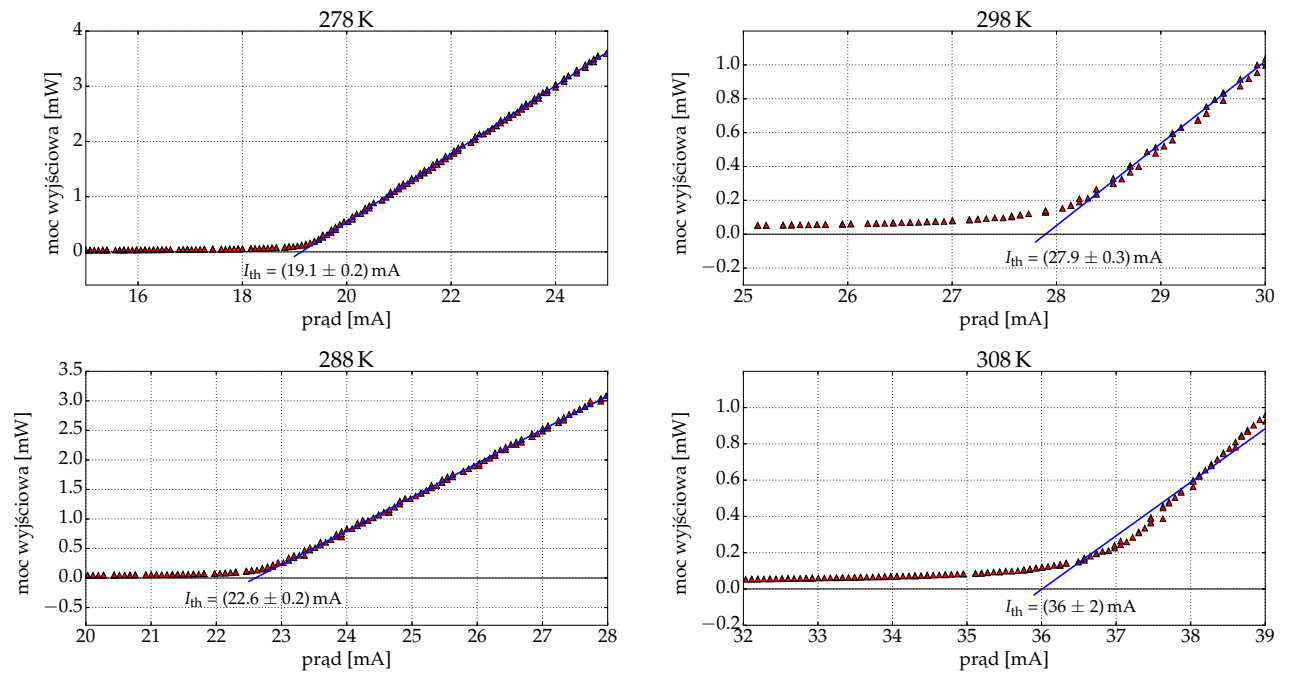 278 K
4
3
2
1
0
moc wyjściowa [mW]
I_th = (19.1 ± 0.2) mA
16 18 20 22 24
prąd [mA]
298 K
1.0
0.8
0.6
0.4
0.2
0.0
−0.2
moc wyjściowa [mW]
I_th = (27.9 ± 0.3) mA
25 26 27 28 29 30
prąd [mA]
288 K
3.5
3.0
2.5
2.0
1.5
1.0
0.5
0.0
−0.5
moc wyjściowa [mW]
I_th = (22.6 ± 0.2) mA
20 21 22 23 24 25 26 27 28
prąd [mA]
308 K
1.0
0.8
0.6
0.4
0.2
0.0
−0.2
moc wyjściowa [mW]
I_th = (36 ± 2) mA
32 33 34 35 36 37 38 39
prąd [mA]